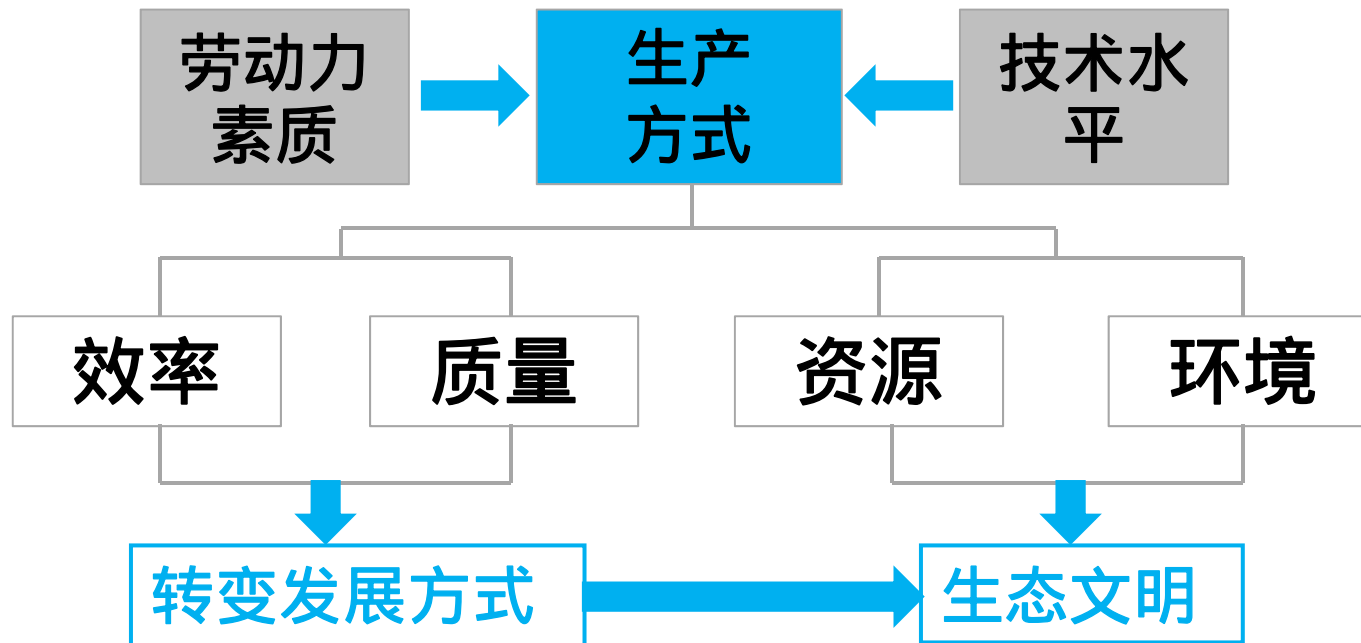 劳动力
素质
生产
方式
技术水
平
效率
质量
资源
环境
转变发展方式
生态文明